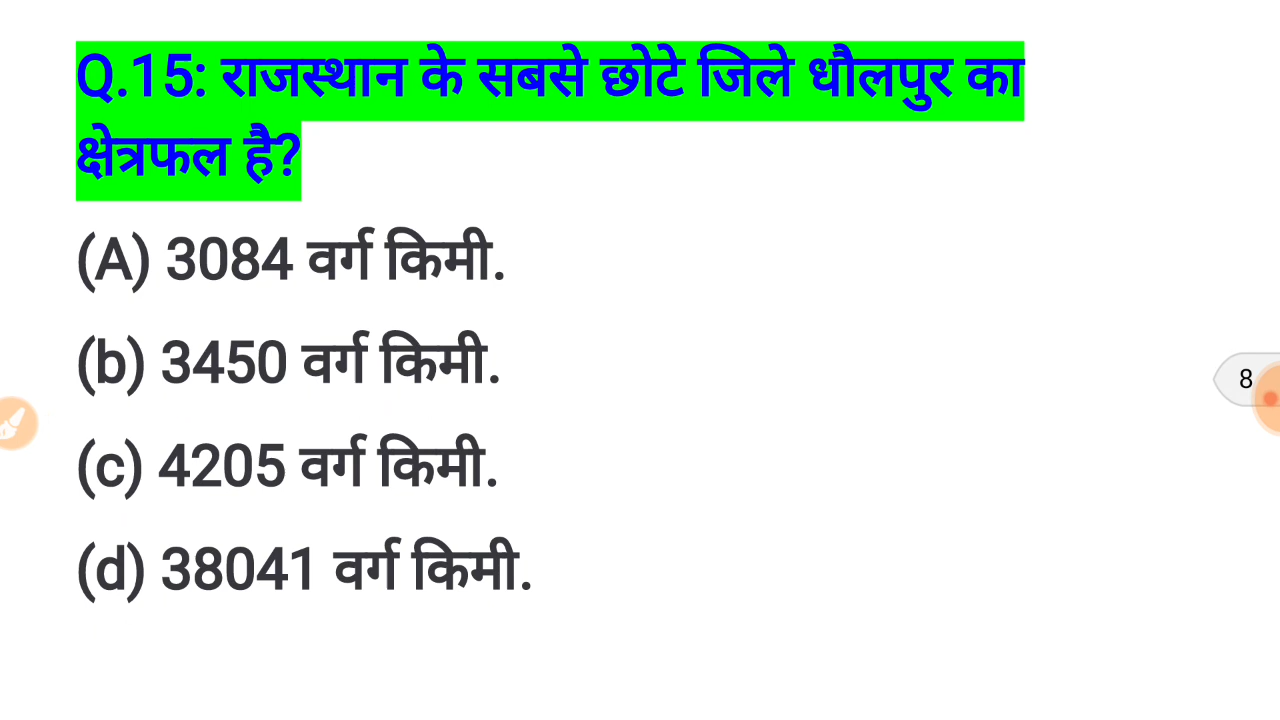 Q.15: राजस्थान के सबसे छोटे जिले धौलपुर का
क्षेत्रफल है?
(A) 3084 वर्ग किमी.
(b) 3450 वर्ग किमी.
8
(c) 4205 वर्ग किमी.
(d) 38041 वर्ग किमी.